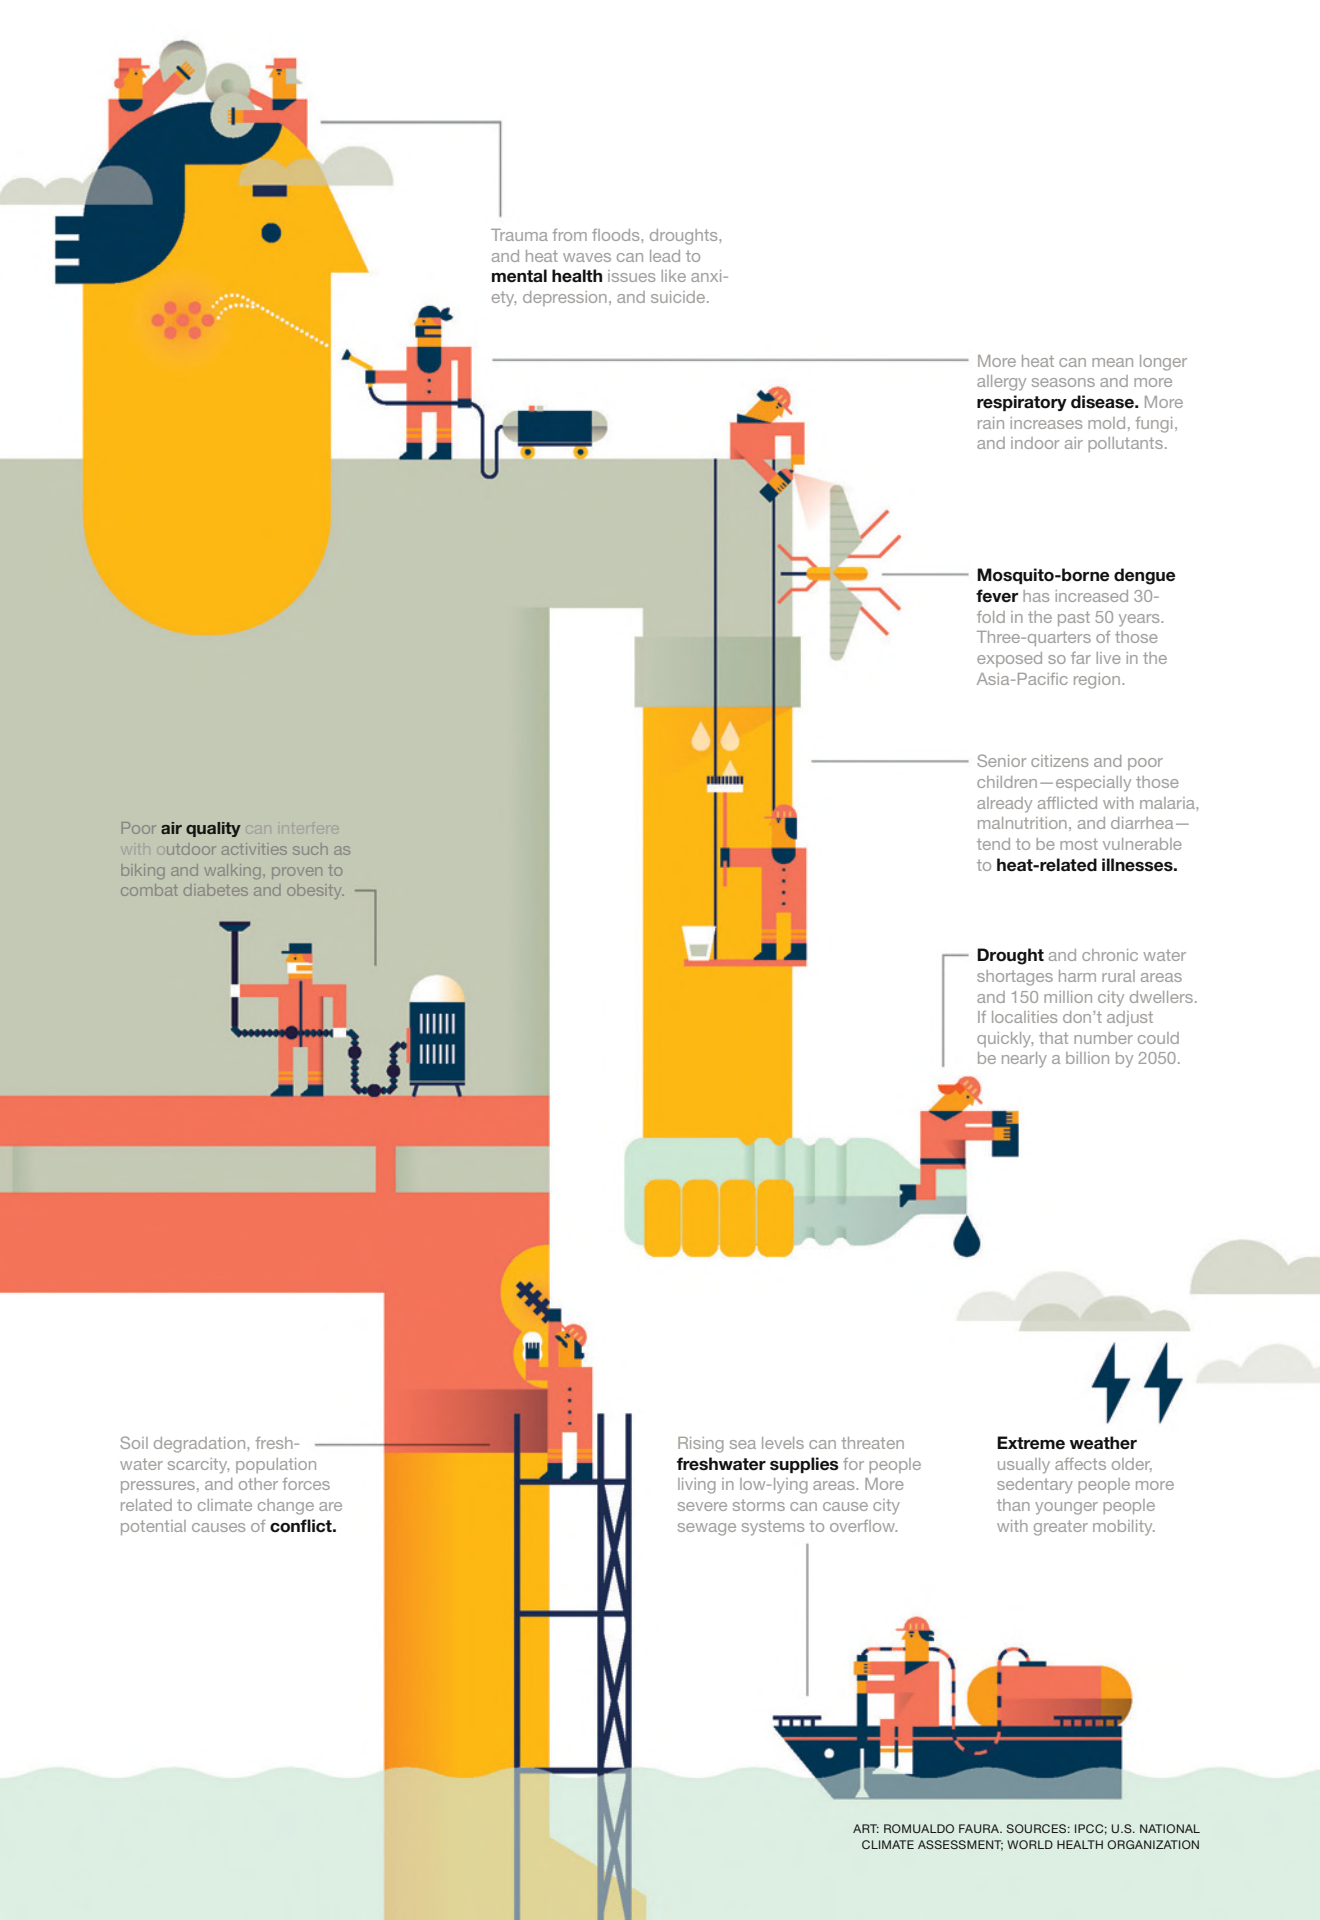 Trauma from floods, droughts,
and heat waves can lead to
mental health issues like anxi-
ety, depression, and suicide.
More heat can mean longer
allergy seasons and more
respiratory disease. More
rain increases mold, fungi,
and indoor air pollutants.
Mosquito-borne dengue
fever has increased 30-
fold in the past 50 years.
Three-quarters of those
exposed so far live in the
Asia-Pacific region.
Senior citizens and poor
children—especially those
already afflicted with malaria,
malnutrition, and diarrhea—
tend to be most vulnerable
to heat-related illnesses.
Poor air quality can interfere
with outdoor activities such as
biking and walking, proven to
combat diabetes and obesity.
Drought and chronic water
shortages harm rural areas
and 150 million city dwellers.
If localities don't adjust
quickly, that number could
be nearly a billion by 2050.
Soil degradation, fresh-
water scarcity, population
pressures, and other forces
related to climate change are
potential causes of conflict.
Rising sea levels can threaten
freshwater supplies for people
living in low-lying areas. More
severe storms can cause city
sewage systems to overflow.
Extreme weather
usually affects older,
sedentary people more
than younger people
with greater mobility.
ART: ROMUALDO FAURA. SOURCES: IPCC; U.S. NATIONAL
CLIMATE ASSESSMENT; WORLD HEALTH ORGANIZATION